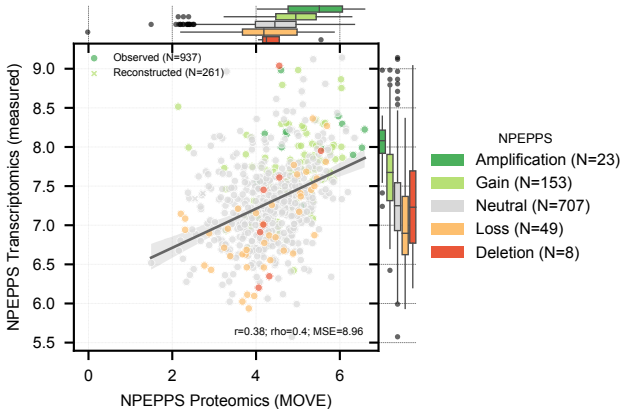 Observed (N=937)
Reconstructed (N=261)
9.0
8.5
8.0
7.5
7.0
6.5
6.0
5.5
NPEPPS Transcriptomics (measured)
r=0.38; rho=0.4; MSE=8.96
0
2
4
6
NPEPPS Proteomics (MOVE)
NPEPPS
Amplification (N=23)
Gain (N=153)
Neutral (N=707)
Loss (N=49)
Deletion (N=8)